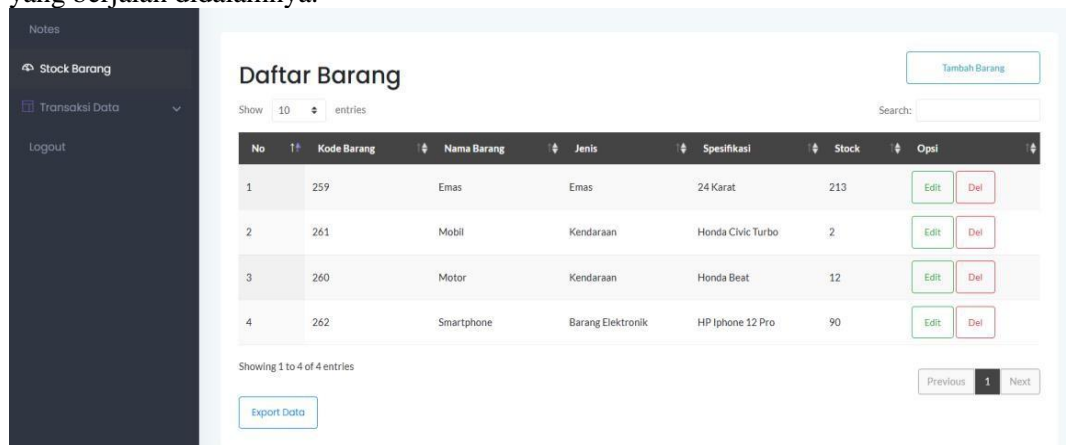 yang berjalan didalamnya.
Notes
Stock Barang
Transaksi Data
Logout
Daftar Barang
Tambah Barang
Show 10 entries
Search:
No Kode Barang Nama Barang Jenis Spesifikasi Stock Opsi
1 259 Emas Emas 24 Karat 213 Edit Del
2 261 Mobil Kendaraan Honda Civic Turbo 2 Edit Del
3 260 Motor Kendaraan Honda Beat 12 Edit Del
4 262 Smartphone Barang Elektronik HP Iphone 12 Pro 90 Edit Del
Showing 1 to 4 of 4 entries
Previous 1 Next
Export Data